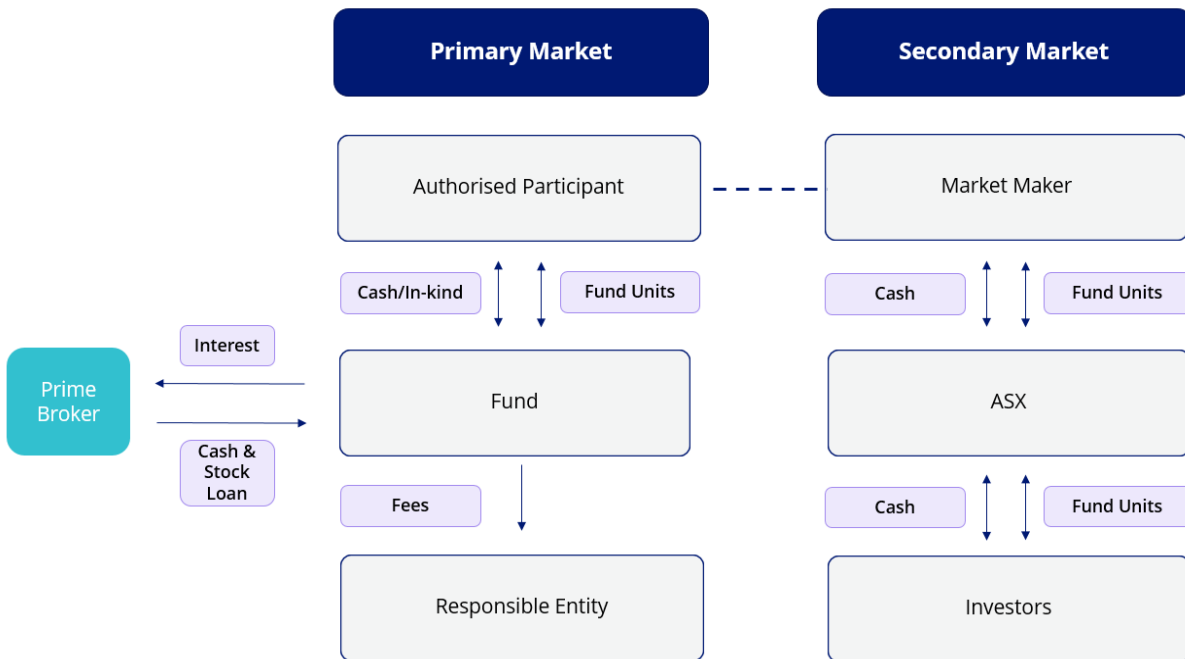 Primary Market
Secondary Market
Authorised Participant
Market Maker
Cash/In-kind
Fund Units
Cash
Fund Units
Interest
Prime
Broker
Fund
ASX
Cash &
Stock
Loan
Fees
Cash
Fund Units
Responsible Entity
Investors